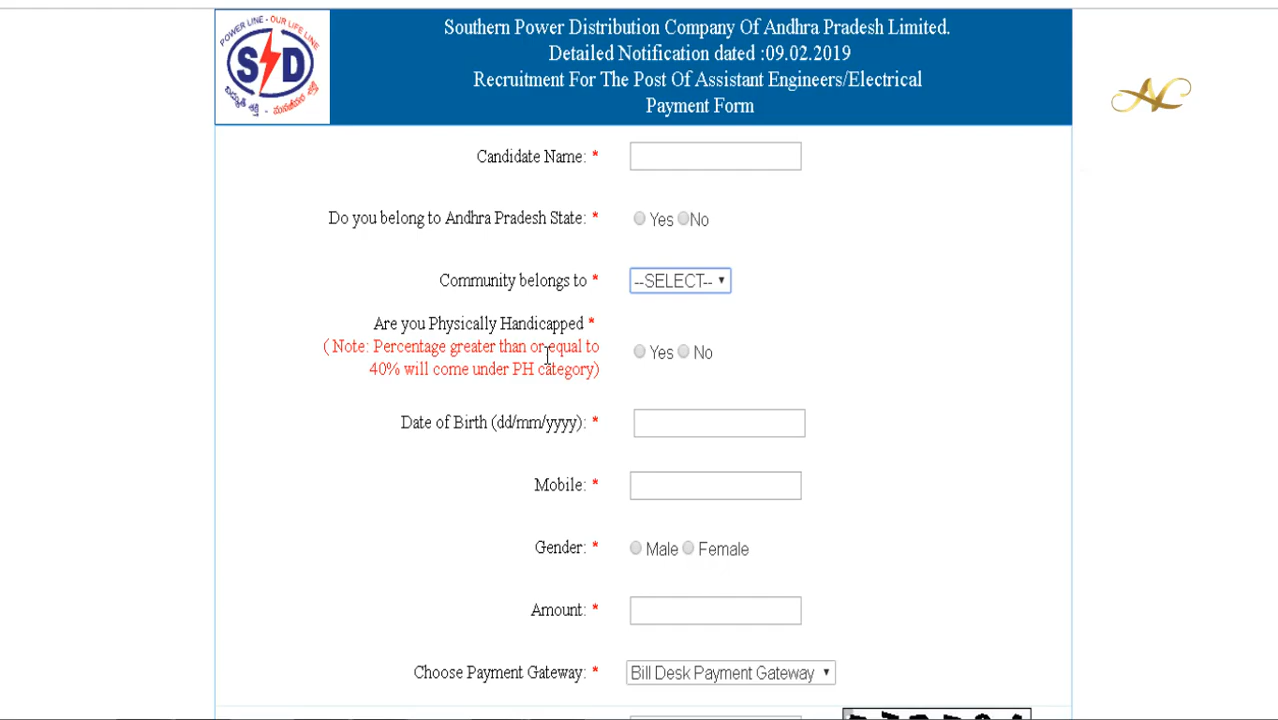 POWER LINE - OUR LIFE LINE
SD
Southern Power Distribution Company Of Andhra Pradesh Limited.
Detailed Notification dated :09.02.2019
Recruitment For The Post Of Assistant Engineers/Electrical
Payment Form
Candidate Name: *
Do you belong to Andhra Pradesh State: * Yes No
Community belongs to * --SELECT--
Are you Physically Handicapped *
( Note: Percentage greater than or equal to
40% will come under PH category)
Yes No
Date of Birth (dd/mm/yyyy): *
Mobile: *
Gender: * Male Female
Amount: *
Choose Payment Gateway: * Bill Desk Payment Gateway